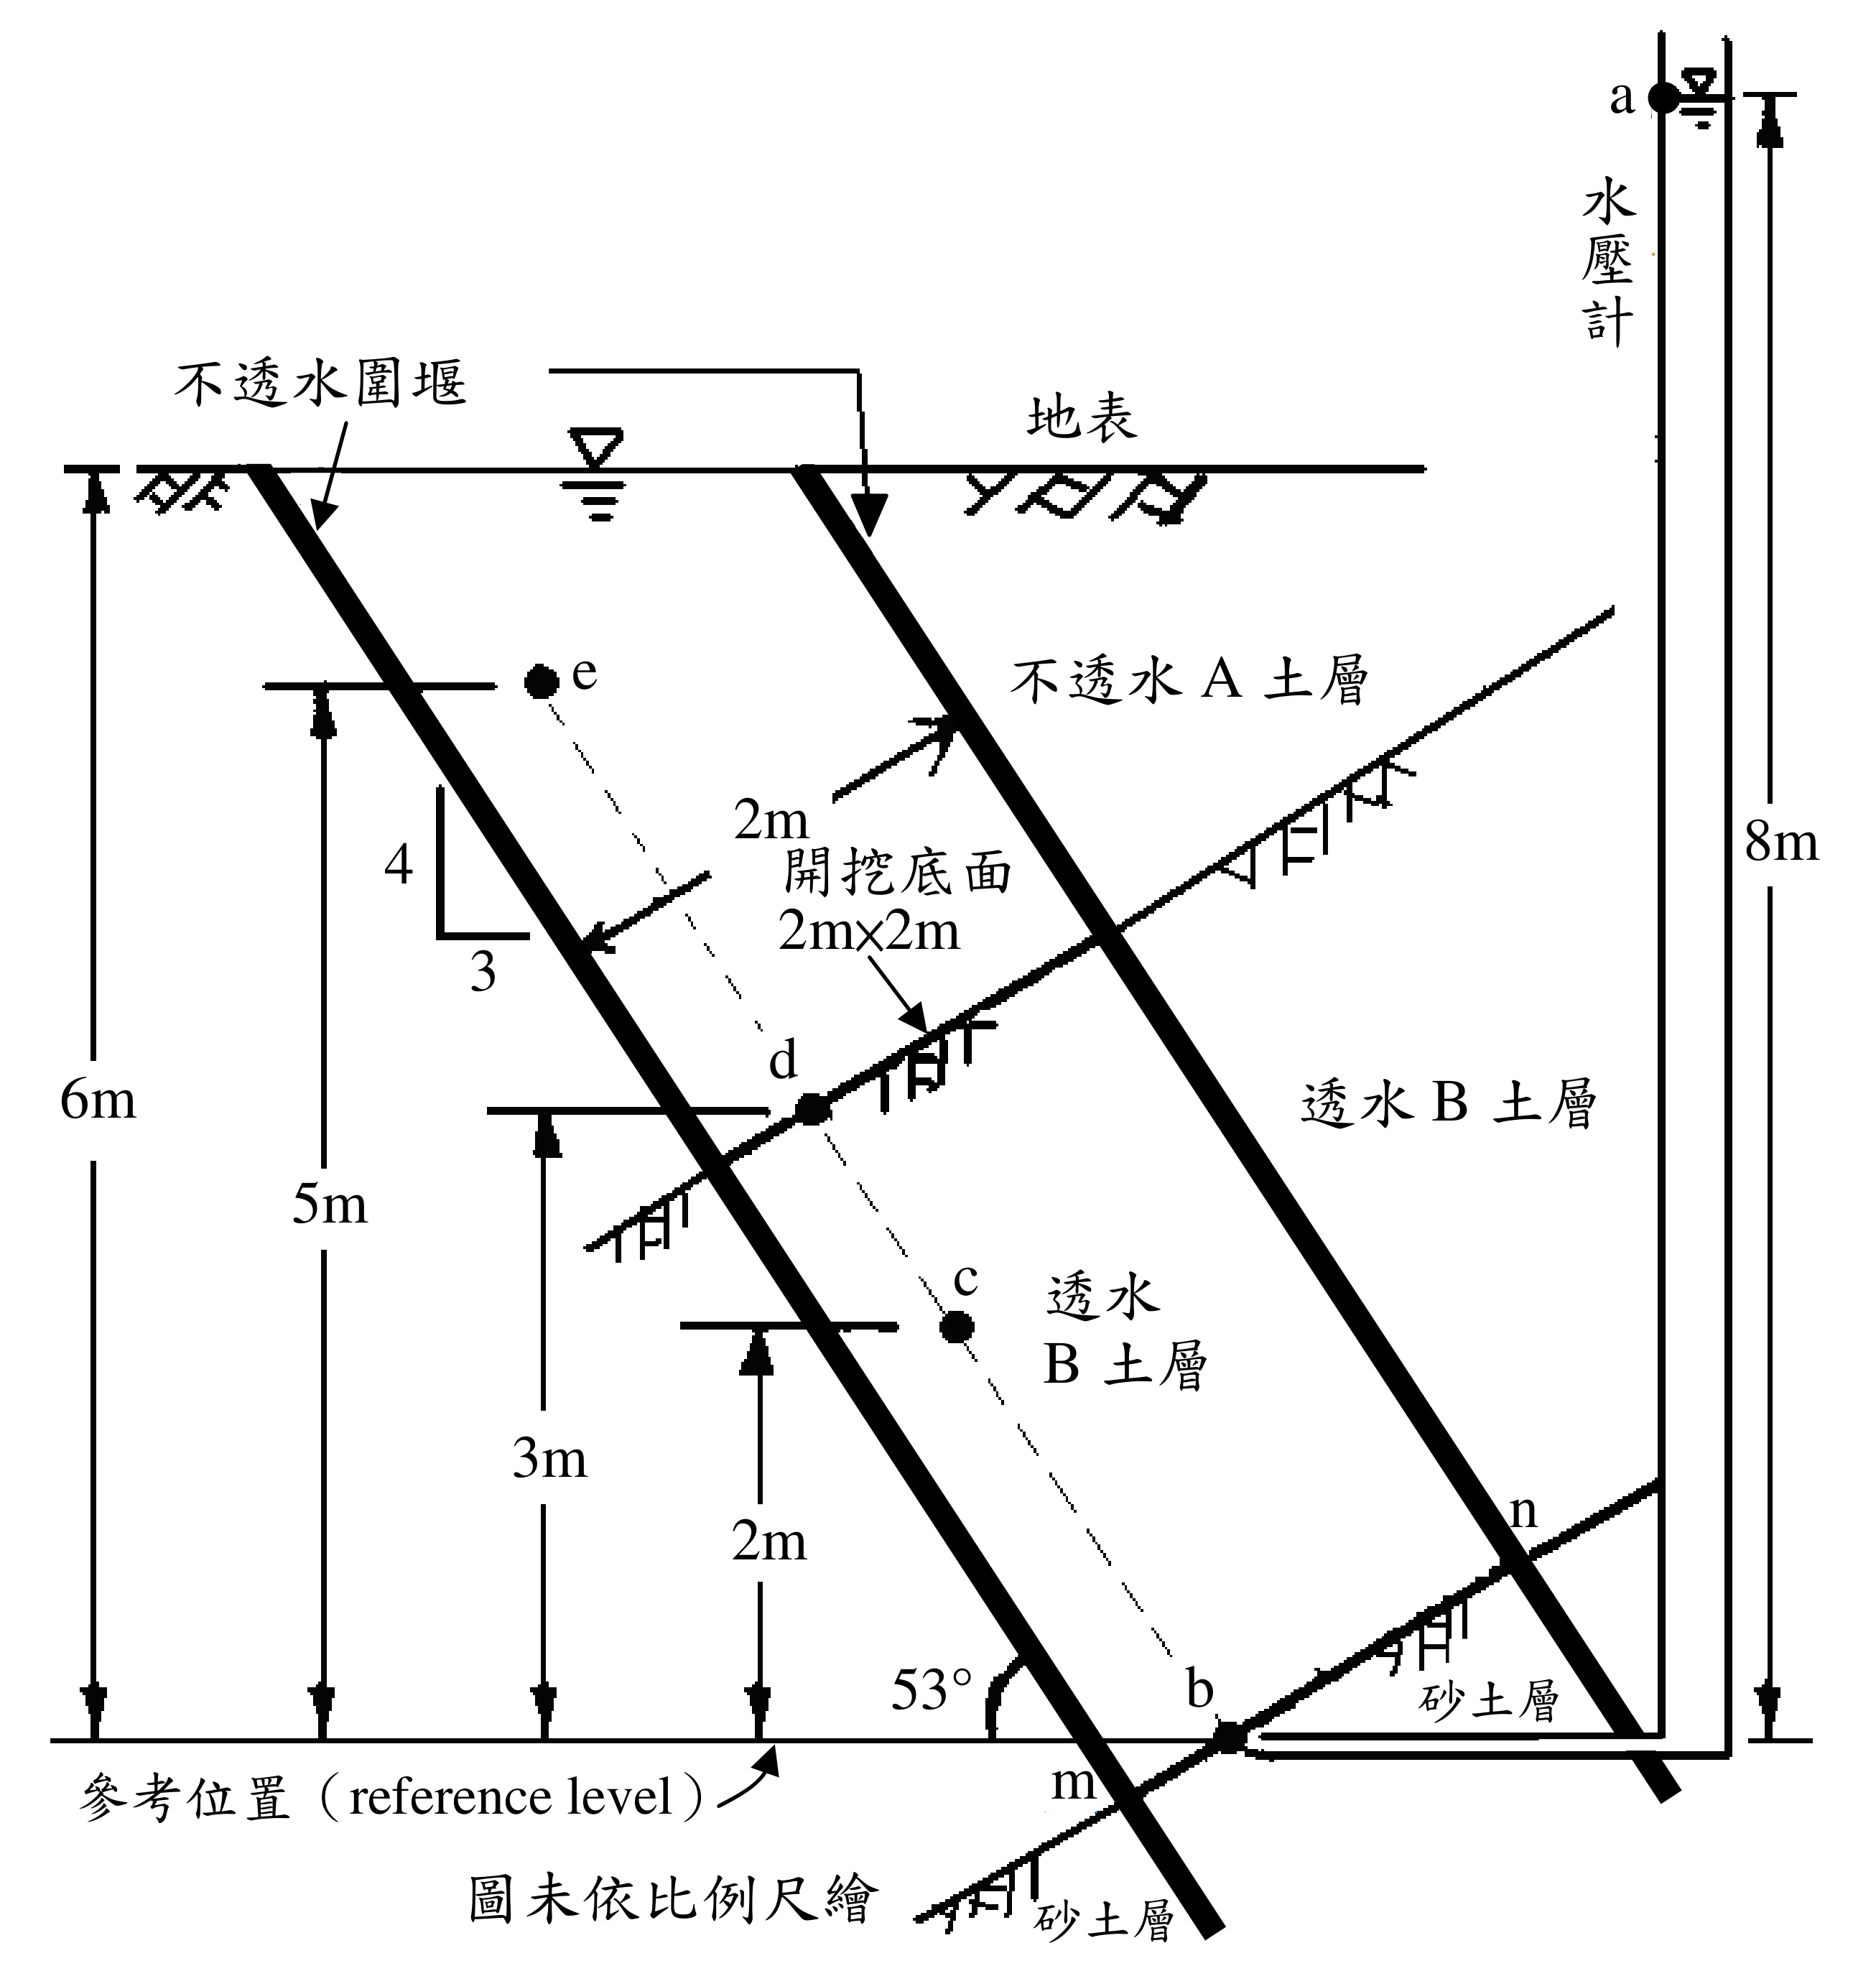 a
水壓計
不透水圍堰
地表
e
不透水 A 土層
2m
4
3
開挖底面
2m×2m
8m
d
6m
透水 B 土層
5m
c
透水
B 土層
3m
2m
n
53°
b
砂土層
參考位置（reference level）
m
圖未依比例尺繪
砂土層